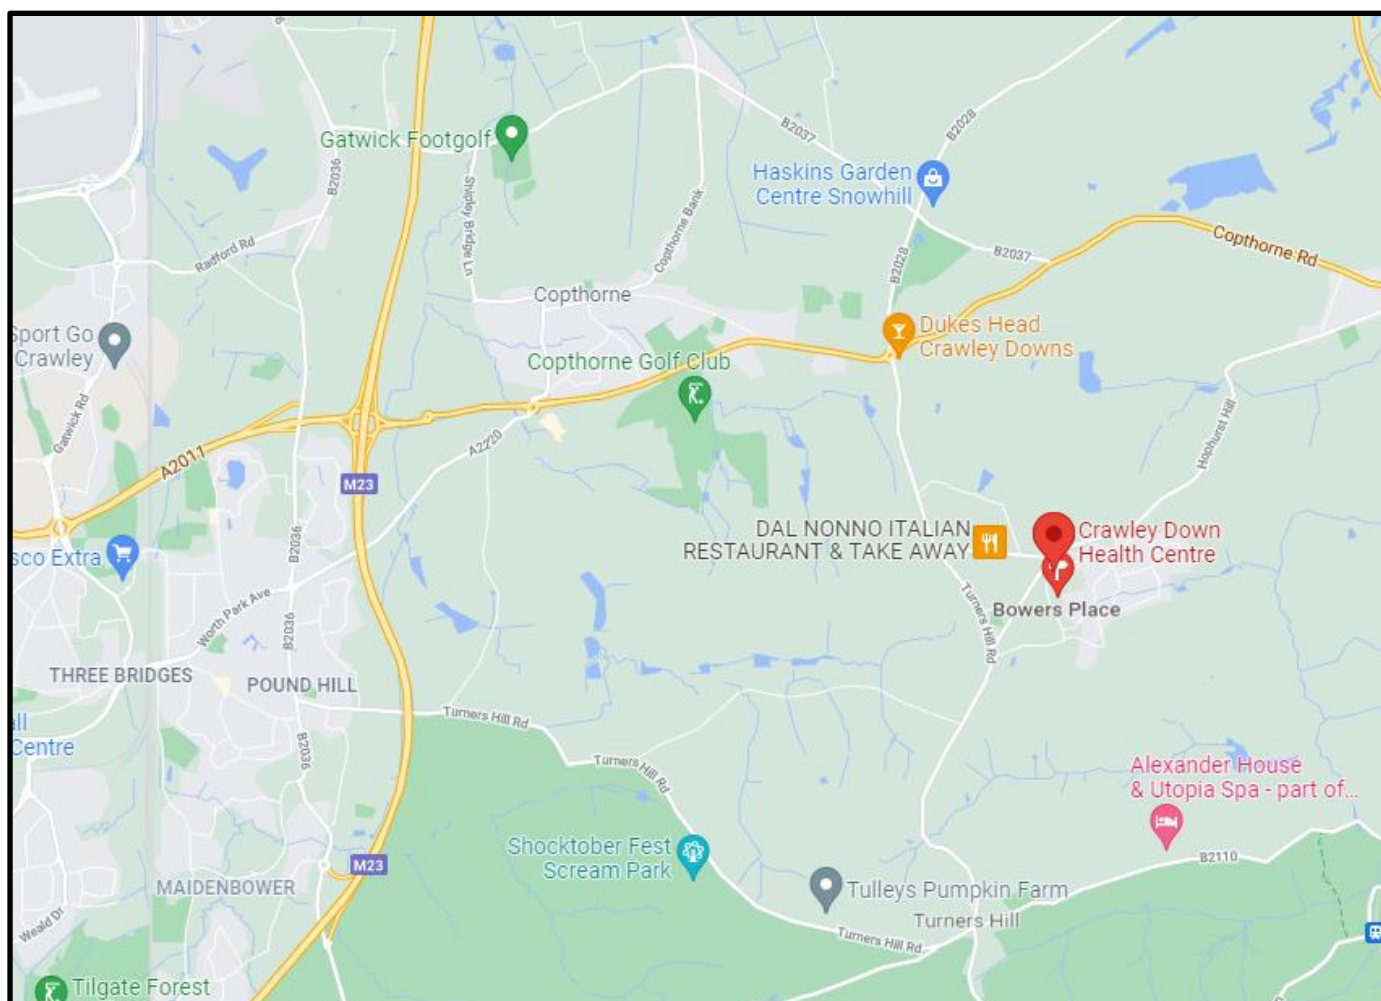 B2037
B2028
Gatwick Footgolf
B2036
Haskins Garden
Centre Snowhill
Shipley Bridge Ln
Copthorne Bank
Radford Rd
B2028
B2037
Copthorne Rd
Copthorne
Sport Go
Crawley
Dukes Head
Crawley Downs
Copthorne Golf Club
Gatwick Rd
A2011
A2220
Hophurst Hill
M23
DAL NONNO ITALIAN
RESTAURANT & TAKE AWAY
Crawley Down
Health Centre
sco Extra
B2036
Bowers Place
Worth Park Ave
B2036
Turners Hill Rd
THREE BRIDGES
POUND HILL
Turners Hill Rd
all
Centre
B2036
Turners Hill Rd
Alexander House
& Utopia Spa - part of...
Shocktober Fest
Scream Park
B2110
M23
MAIDENBOWER
Tulleys Pumpkin Farm
Turners Hill
Weald Dr
Turners Hill Rd
Tilgate Forest